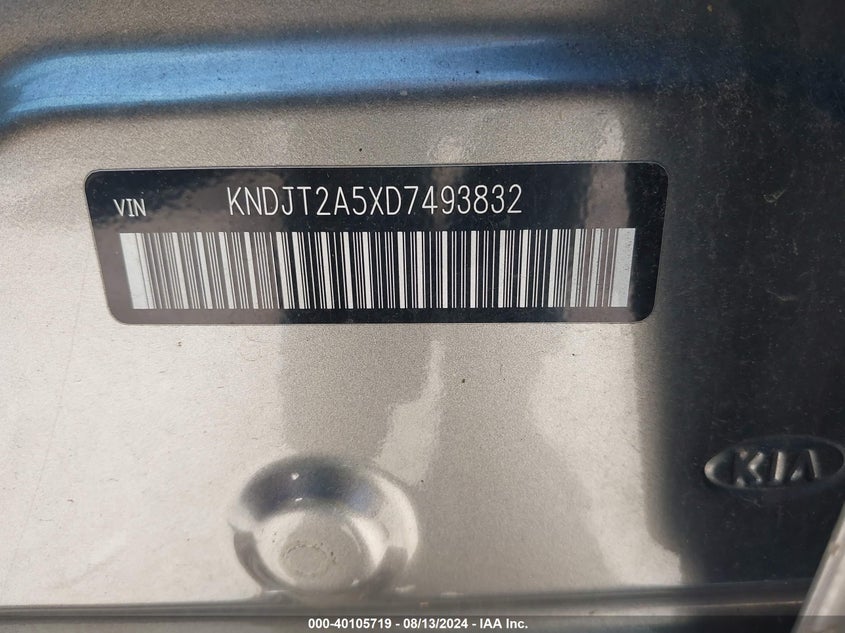 VIN KNDJT2A5XD7493832
KIA
000-40105719 - 08/13/2024 - IAA Inc.